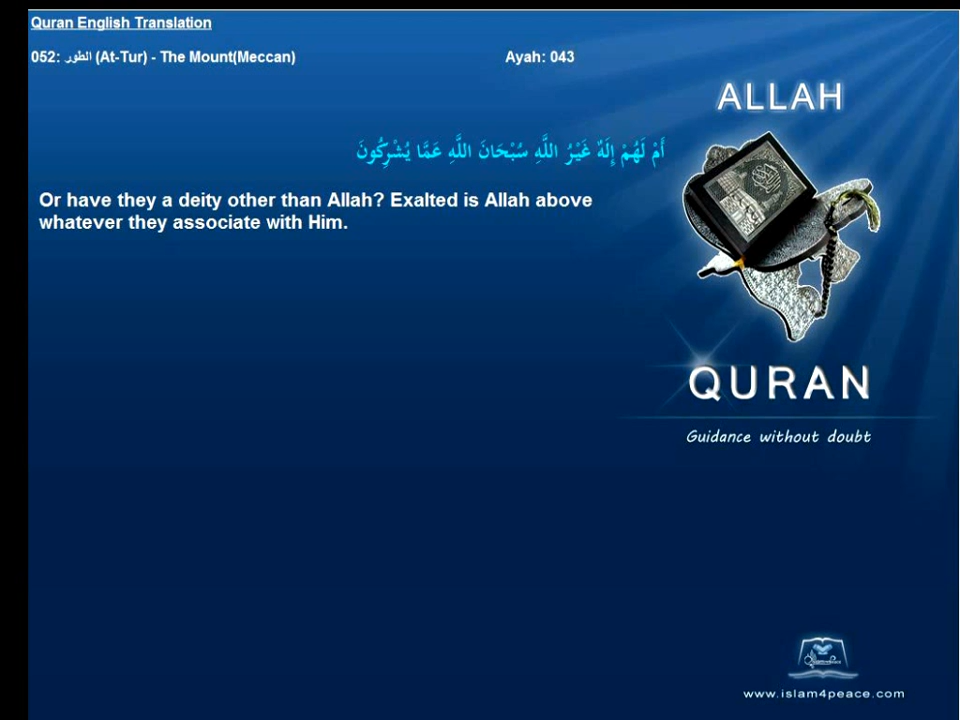 Quran English Translation
052: الطور (At-Tur) - The Mount(Meccan) Ayah: 043
ALLAH
أَمْ لَهُمْ إِلَهٌ غَيْرُ اللَّهِ سُبْحَانَ اللَّهِ عَمَّا يُشْرِكُونَ
Or have they a deity other than Allah? Exalted is Allah above
whatever they associate with Him.
QURAN
Guidance without doubt
www.islam4peace.com